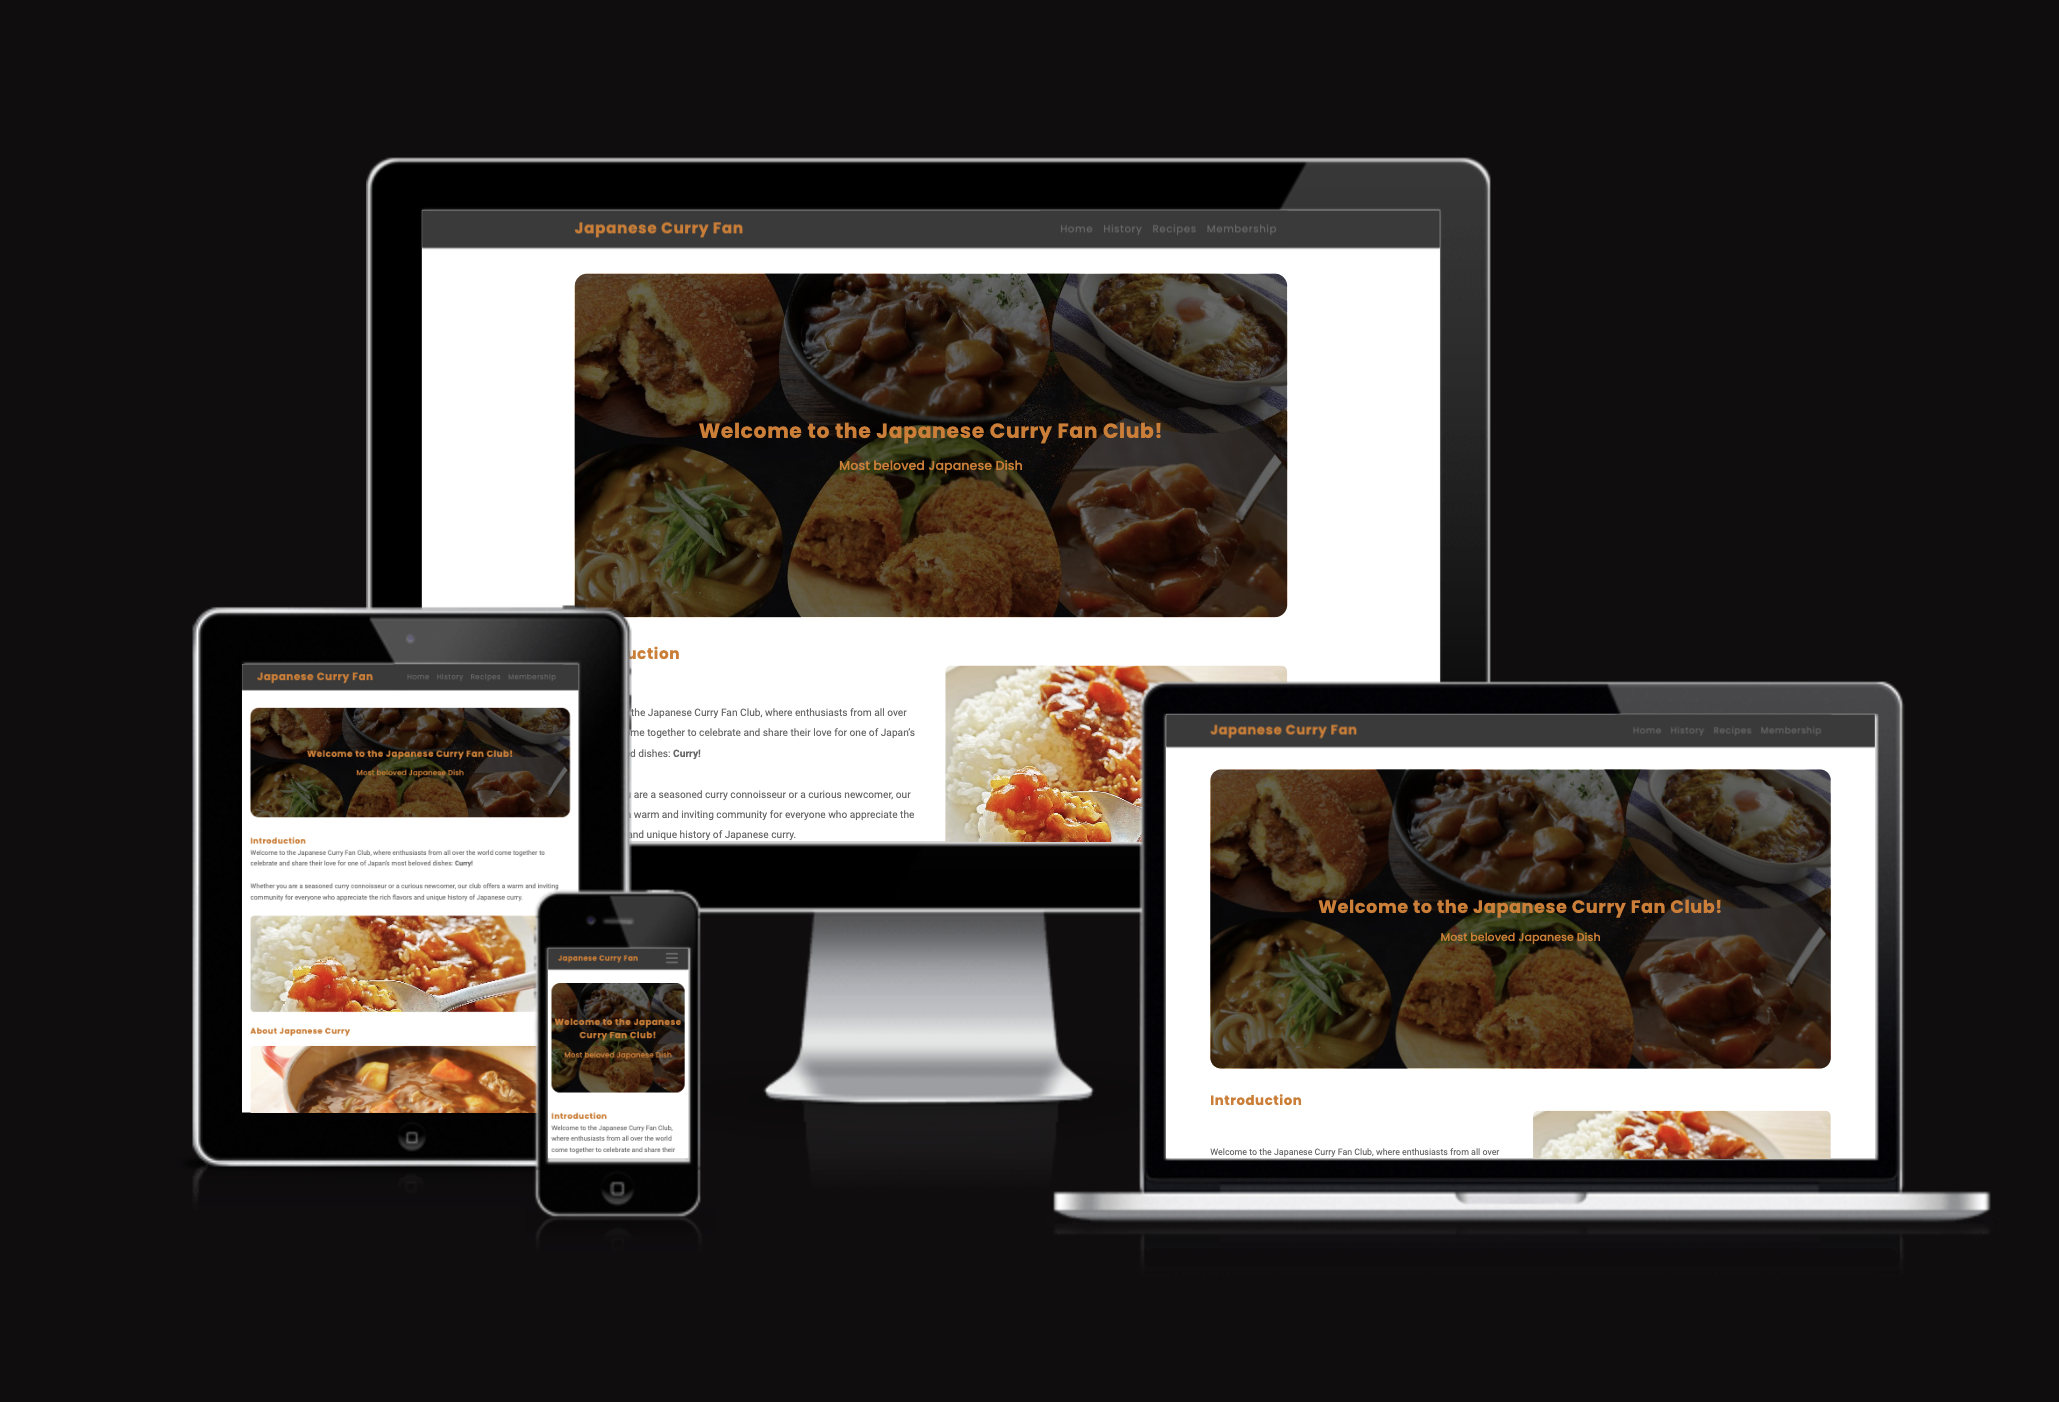 Japanese Curry Fan
Home History Recipes Membership
Welcome to the Japanese Curry Fan Club!
Most beloved Japanese Dish
uction
the Japanese Curry Fan Club, where enthusiasts from all over
me together to celebrate and share their love for one of Japan's
d dishes: Curry!
are a seasoned curry connoisseur or a curious newcomer, our
warm and inviting community for everyone who appreciate the
and unique history of Japanese curry.
Japanese Curry Fan
Home History Recipes Membership
Welcome to the Japanese Curry Fan Club!
Most beloved Japanese Dish
Introduction
Welcome to the Japanese Curry Fan Club, where enthusiasts from all over the world come together to
celebrate and share their love for one of Japan's most beloved dishes: Curry!
Whether you are a seasoned curry connoisseur or a curious newcomer, our club offers a warm and inviting
community for everyone who appreciate the rich flavors and unique history of Japanese curry.
About Japanese Curry
Japanese Curry Fan
Welcome to the Japanese
Curry Fan Club!
Most beloved Japanese Dish
Introduction
Welcome to the Japanese Curry Fan Club,
where enthusiasts from all over the world
come together to celebrate and share their
Japanese Curry Fan
Home History Recipes Membership
Welcome to the Japanese Curry Fan Club!
Most beloved Japanese Dish
Introduction
Welcome to the Japanese Curry Fan Club, where enthusiasts from all over